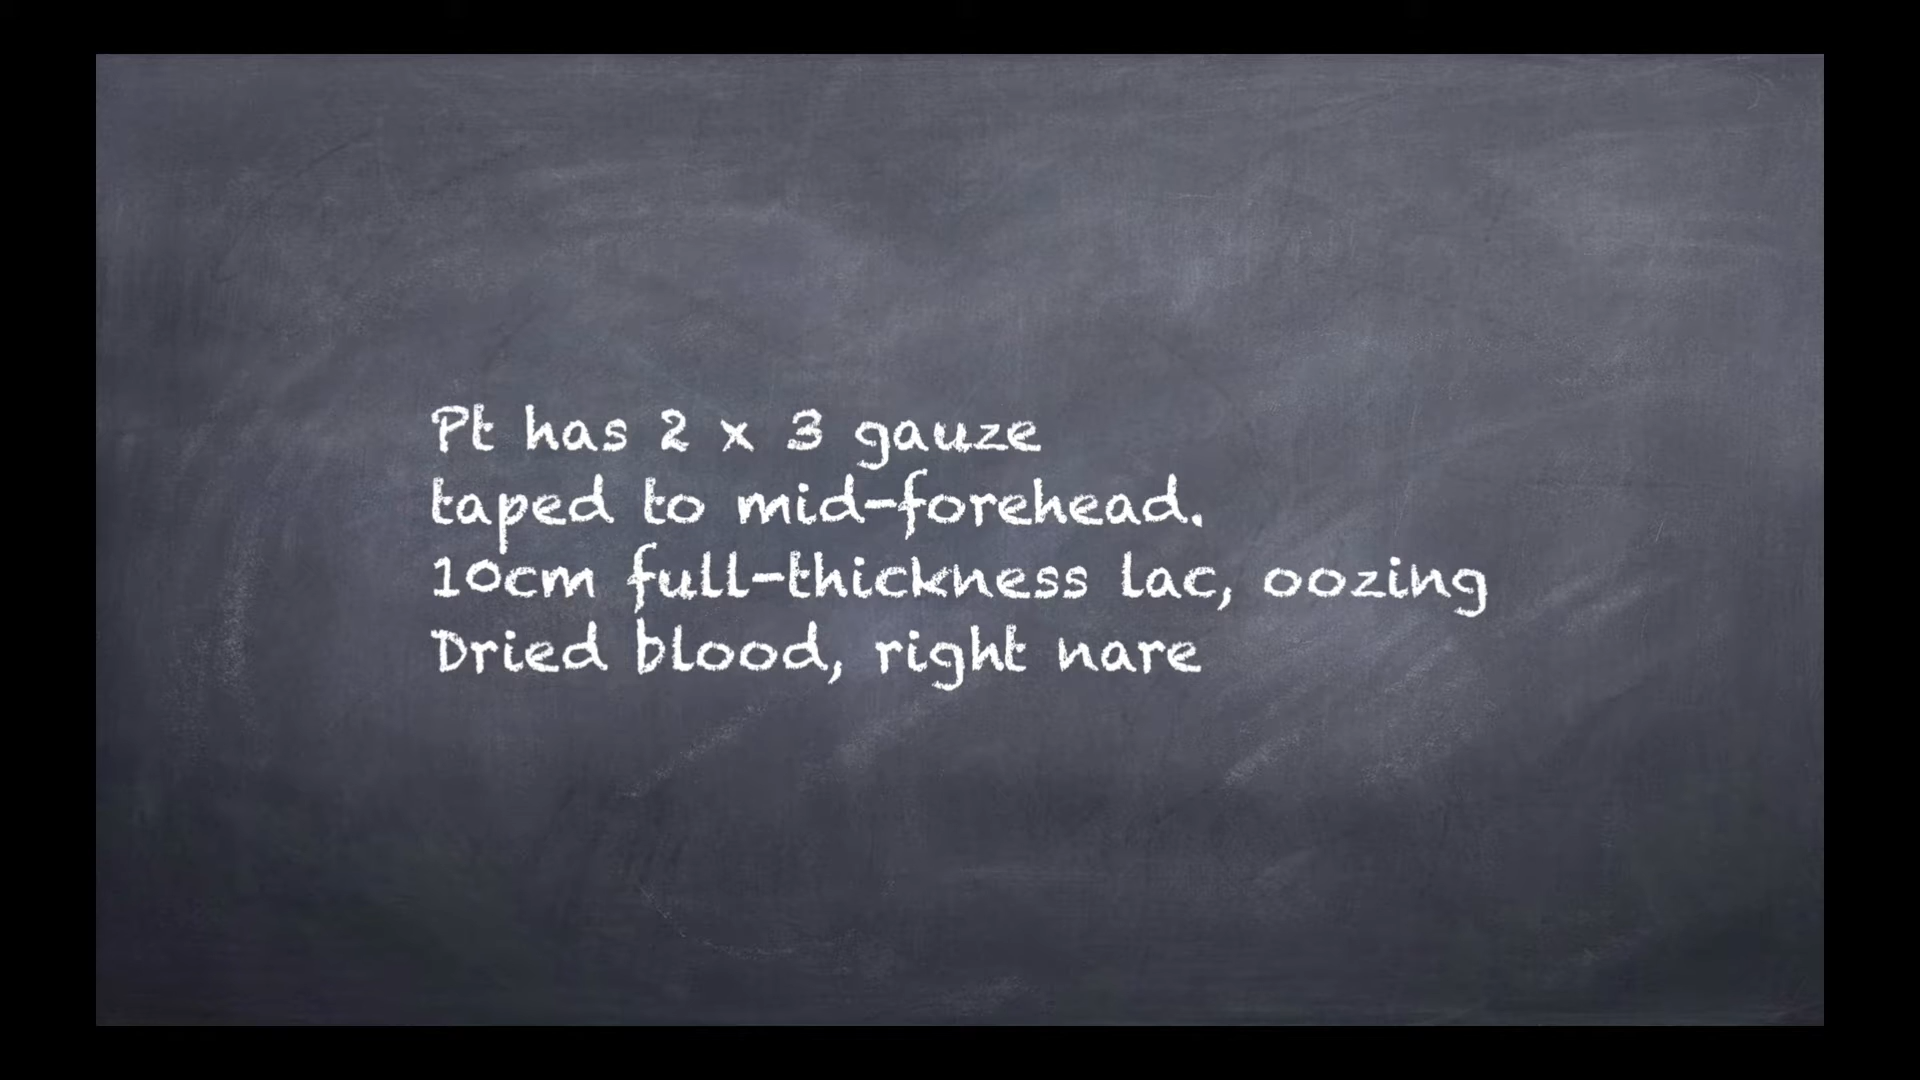 Pt has 2 x 3 gauze
taped to mid-forehead.
10cm full-thickness lac, oozing
Dried blood, right nare